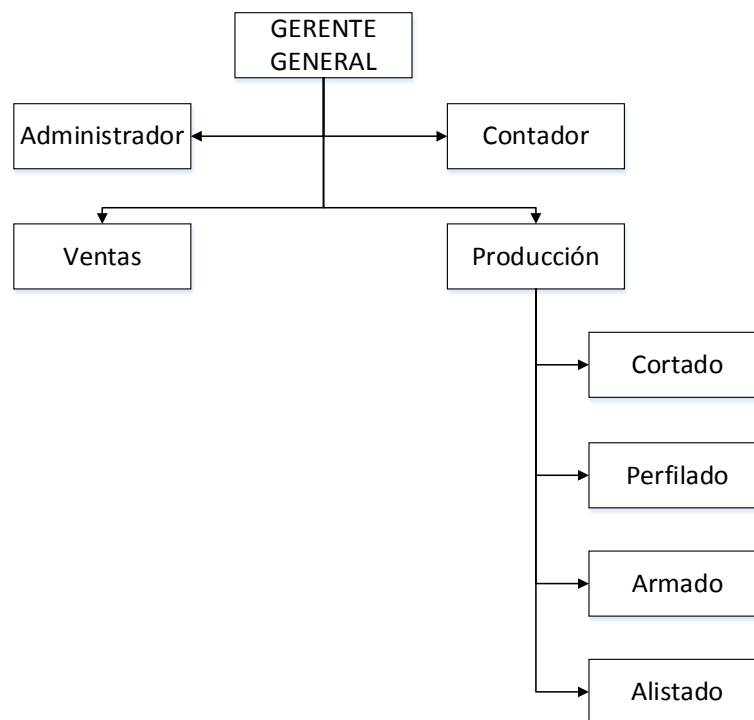 GERENTE
GENERAL
Administrador
Contador
Ventas
Producción
Cortado
Perfilado
Armado
Alistado